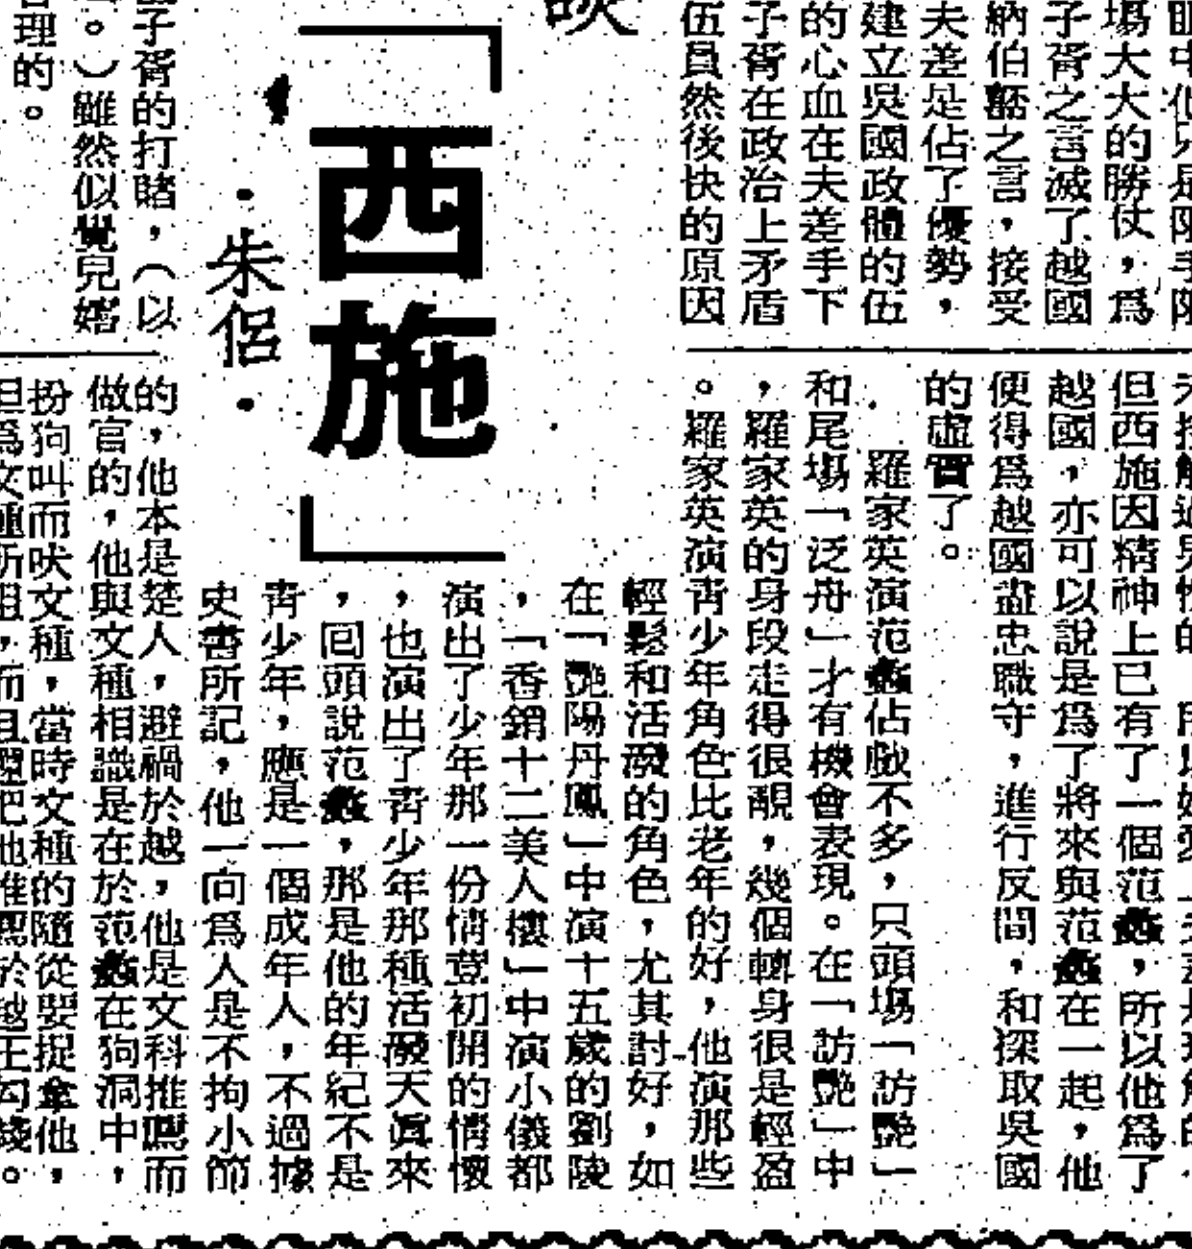 場大大的勝仗，爲
子胥之言滅了越國
納伯嚭之言，接受
夫差是佔了優勢，
建立吳國政體的伍
的心血在夫差手下
子胥在政治上矛盾
伍員然後快的原因
「西施」
·朱侶·
子胥的打賭，（以
。）雖然似覺兒嬉
理的。
但西施因精神上已有了一個范蠡，所以他爲了
越國，亦可以說是爲了將來與范蠡在一起，他
便得爲越國盡忠職守，進行反間，和探取吳國
的虛實了。
羅家英演范蠡佔戲不多，只頭場「訪艷」
和尾場「泛舟」才有機會表現。在「訪艷」中
，羅家英的身段走得很靚，幾個轉身很是輕盈
。羅家英演靑少年角色比老年的好，他演那些
輕鬆和活潑的角色，尤其討好，如
在「艷陽丹鳳」中演十五歲的劉陵
，「香銷十二美人樓」中演小儀都
演出了少年那一份情荳初開的情懷
，也演出了靑少年那種活潑天眞來
，回頭說范蠡，那是他的年紀不是
靑少年，應是一個成年人，不過據
史書所記，他一向爲人是不拘小節
的，他本是楚人，避禍於越，他是文科推薦而
做官的，他與文種相識是在於范蠡在狗洞中，
扮狗叫而吠文種，當時文種的隨從要捉拿他，
但爲文種所阻，而且還把他推薦於越王勾踐。